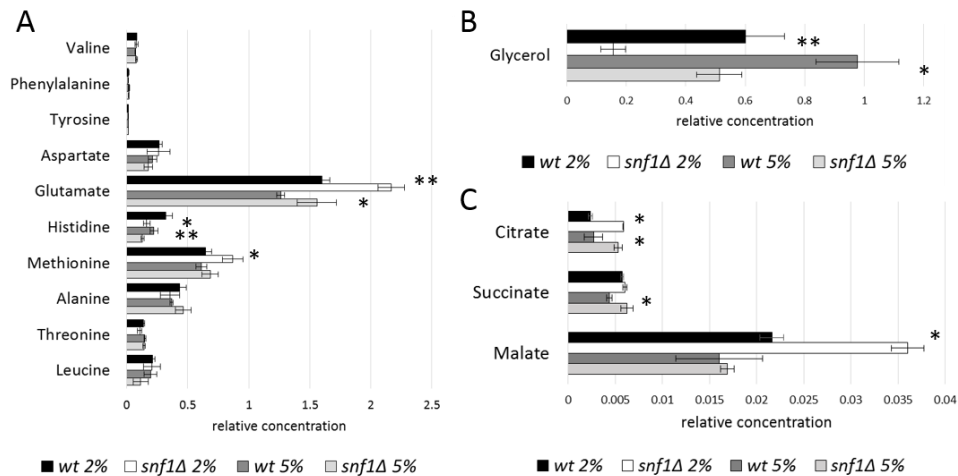 A
Valine
Phenylalanine
Tyrosine
Aspartate
Glutamate **
*
Histidine *
**
Methionine *
Alanine
Threonine
Leucine
0 0.5 1 1.5 2 2.5
relative concentration
wt 2% snf1Δ 2% wt 5% snf1Δ 5%
B
Glycerol **
*
0 0.2 0.4 0.6 0.8 1 1.2
relative concentration
wt 2% snf1Δ 2% wt 5% snf1Δ 5%
C
Citrate *
*
Succinate *
Malate *
0 0.005 0.01 0.015 0.02 0.025 0.03 0.035 0.04
relative concentration
wt 2% snf1Δ 2% wt 5% snf1Δ 5%